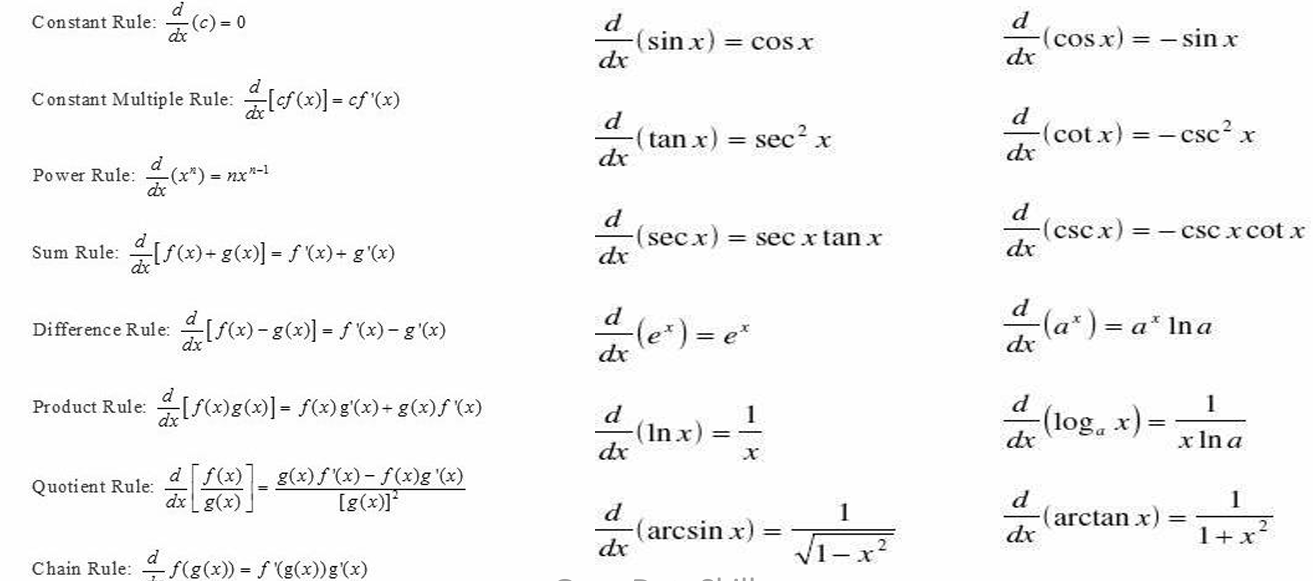 Constant Rule: d/dx (c) = 0
Constant Multiple Rule: d/dx [cf(x)] = cf'(x)
Power Rule: d/dx (xⁿ) = nxⁿ⁻¹
Sum Rule: d/dx [f(x) + g(x)] = f'(x) + g'(x)
Difference Rule: d/dx [f(x) − g(x)] = f'(x) − g'(x)
Product Rule: d/dx [f(x)g(x)] = f(x)g'(x) + g(x)f'(x)
Quotient Rule: d/dx [f(x)/g(x)] = (g(x)f'(x) − f(x)g'(x))/[g(x)]²
Chain Rule: d/dx f(g(x)) = f'(g(x))g'(x)
d/dx (sin x) = cos x
d/dx (tan x) = sec² x
d/dx (sec x) = sec x tan x
d/dx (eˣ) = eˣ
d/dx (ln x) = 1/x
d/dx (arcsin x) = 1/√(1 − x²)
d/dx (cos x) = − sin x
d/dx (cot x) = − csc² x
d/dx (csc x) = − csc x cot x
d/dx (aˣ) = aˣ ln a
d/dx (logₐ x) = 1/(x ln a)
d/dx (arctan x) = 1/(1 + x²)